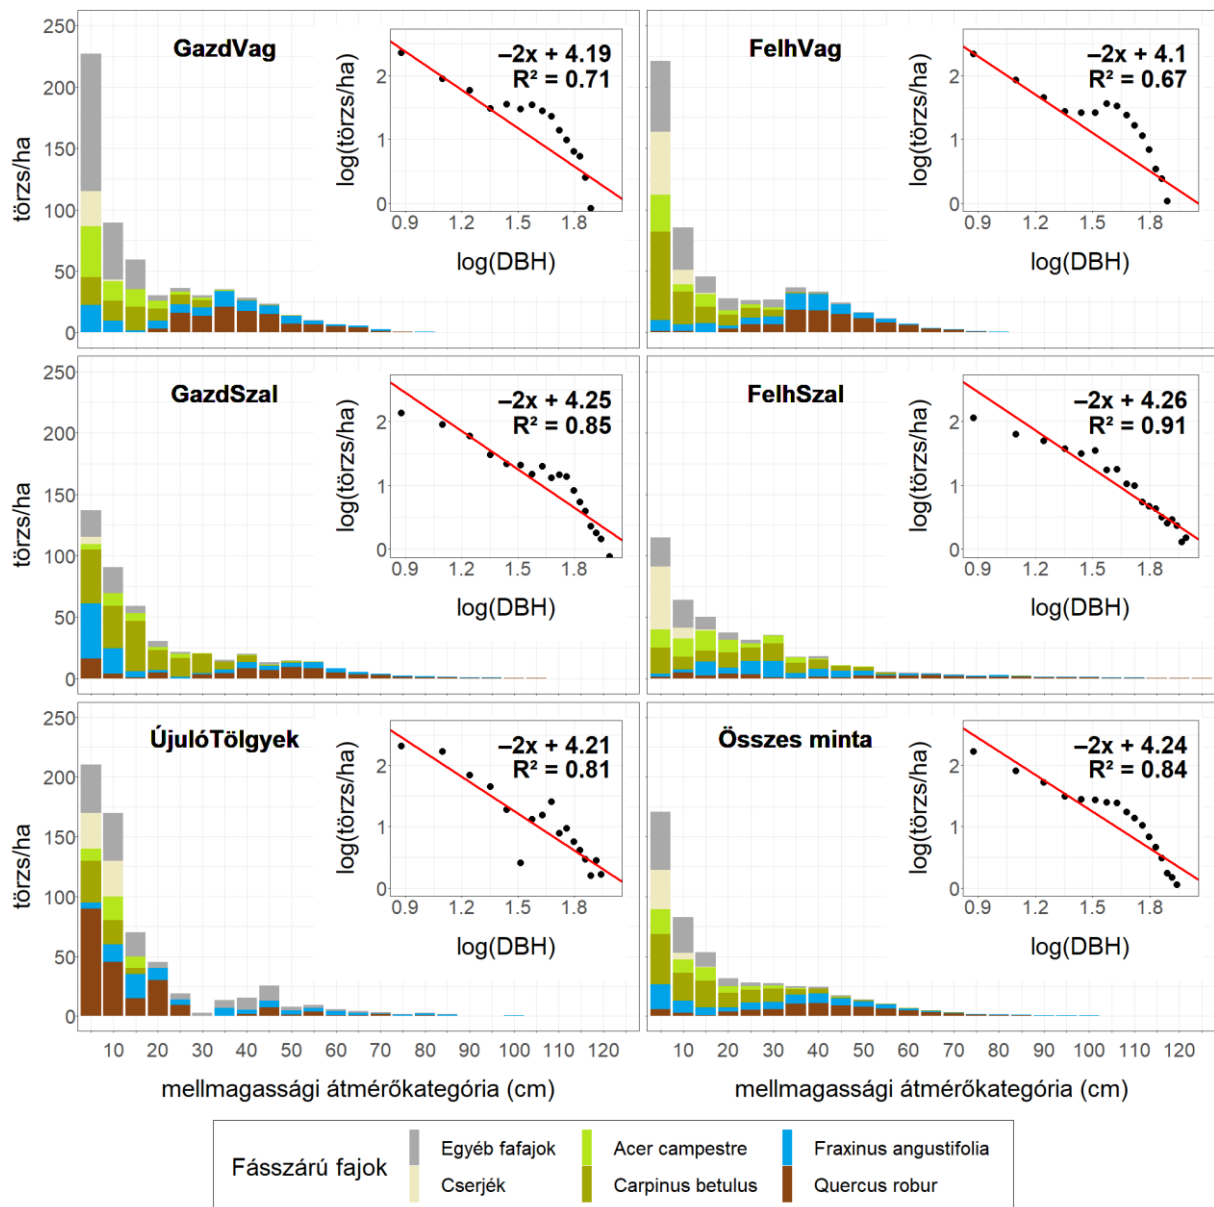 GazdVag
–2x + 4.19
R² = 0.71
törzs/ha
250
200
150
100
50
0
log(törzs/ha)
2
1
0
0.9 1.2 1.5 1.8
log(DBH)
FelhVag
–2x + 4.1
R² = 0.67
log(törzs/ha)
2
1
0
0.9 1.2 1.5 1.8
log(DBH)
GazdSzal
–2x + 4.25
R² = 0.85
törzs/ha
250
200
150
100
50
0
log(törzs/ha)
2
1
0
0.9 1.2 1.5 1.8
log(DBH)
FelhSzal
–2x + 4.26
R² = 0.91
log(törzs/ha)
2
1
0
0.9 1.2 1.5 1.8
log(DBH)
ÚjulóTölgyek
–2x + 4.21
R² = 0.81
törzs/ha
250
200
150
100
50
0
log(törzs/ha)
2
1
0
0.9 1.2 1.5 1.8
log(DBH)
Összes minta
–2x + 4.24
R² = 0.84
log(törzs/ha)
2
1
0
0.9 1.2 1.5 1.8
log(DBH)
10 20 30 40 50 60 70 80 90 100 110 120
10 20 30 40 50 60 70 80 90 100 110 120
mellmagassági átmérőkategória (cm)
mellmagassági átmérőkategória (cm)
Fásszárú fajok
Egyéb fafajok
Acer campestre
Fraxinus angustifolia
Cserjék
Carpinus betulus
Quercus robur